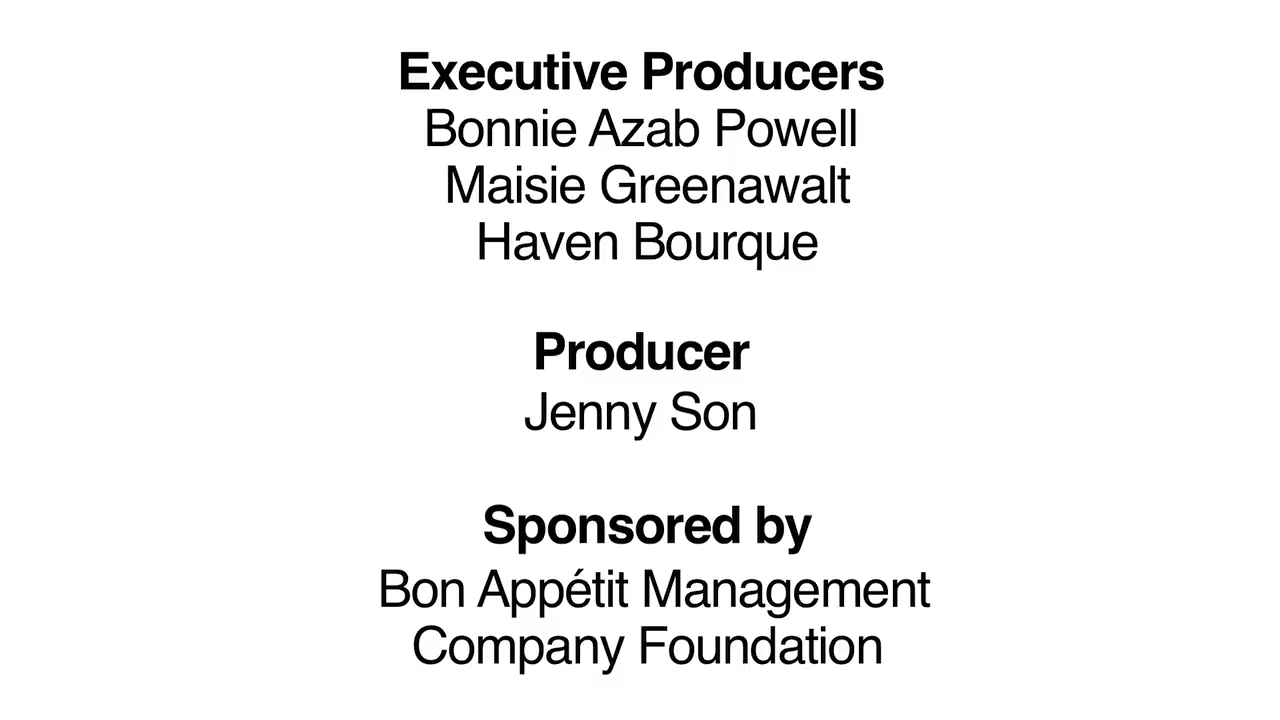 Executive Producers
Bonnie Azab Powell
Maisie Greenawalt
Haven Bourque
Producer
Jenny Son
Sponsored by
Bon Appétit Management
Company Foundation